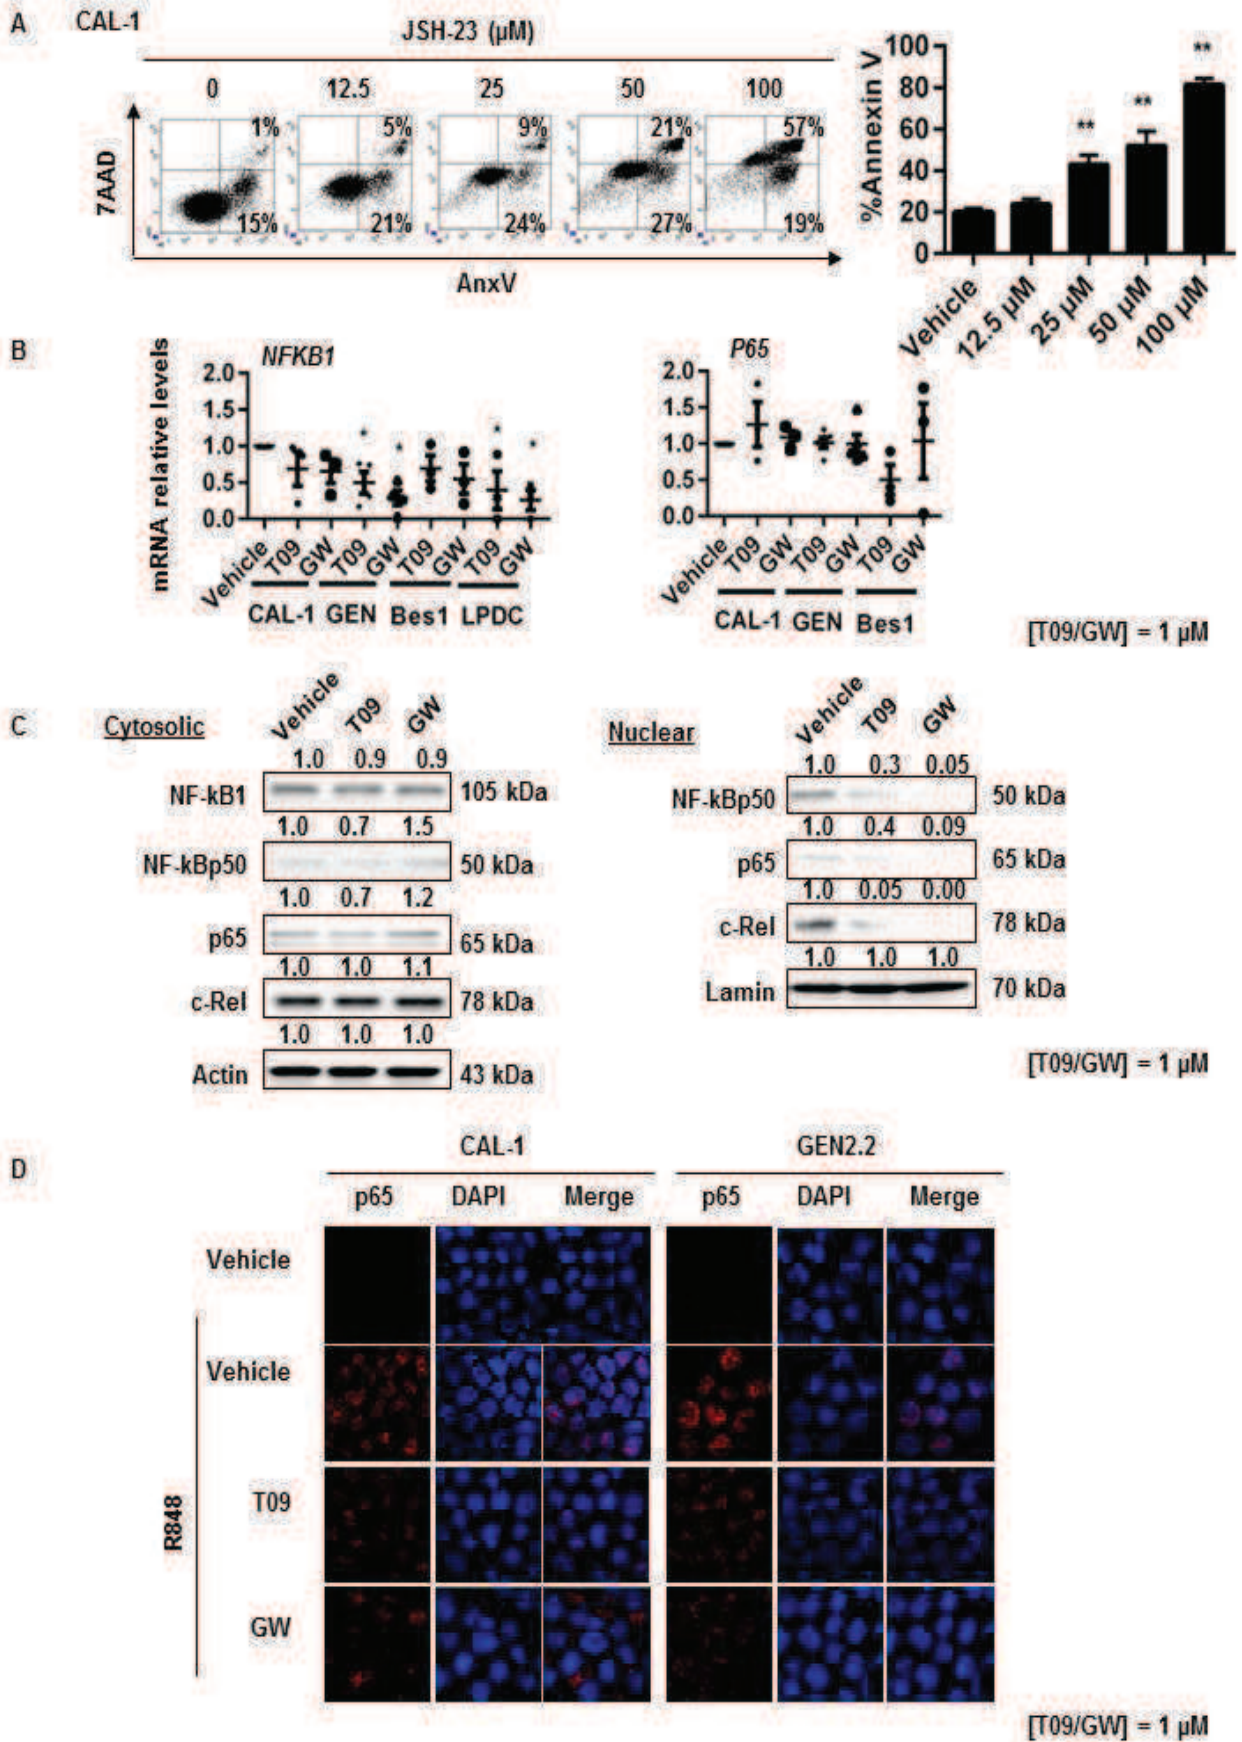 A CAL-1
JSH-23 (µM)
0 12.5 25 50 100
1% 5% 9% 21% 57%
15% 21% 24% 27% 19%
7AAD
AnxV
%Annexin V
100
80
60
40
20
0
** ** **
Vehicle 12.5 µM 25 µM 50 µM 100 µM
B
mRNA relative levels
NFKB1
2.0
1.5
1.0
0.5
0.0
Vehicle T09 GW T09 GW T09 GW T09 GW
CAL-1 GEN Bes1 LPDC
P65
2.0
1.5
1.0
0.5
0.0
Vehicle T09 GW T09 GW T09 GW
CAL-1 GEN Bes1
[T09/GW] = 1 µM
C
Cytosolic
Vehicle T09 GW
1.0 0.9 0.9
NF-kB1 105 kDa
1.0 0.7 1.5
NF-kBp50 50 kDa
1.0 0.7 1.2
p65 65 kDa
1.0 1.0 1.1
c-Rel 78 kDa
1.0 1.0 1.0
Actin 43 kDa
Nuclear
Vehicle T09 GW
1.0 0.3 0.05
NF-kBp50 50 kDa
1.0 0.4 0.09
p65 65 kDa
1.0 0.05 0.00
c-Rel 78 kDa
1.0 1.0 1.0
Lamin 70 kDa
[T09/GW] = 1 µM
D
CAL-1 GEN2.2
p65 DAPI Merge p65 DAPI Merge
Vehicle
Vehicle
T09
GW
R848
[T09/GW] = 1 µM